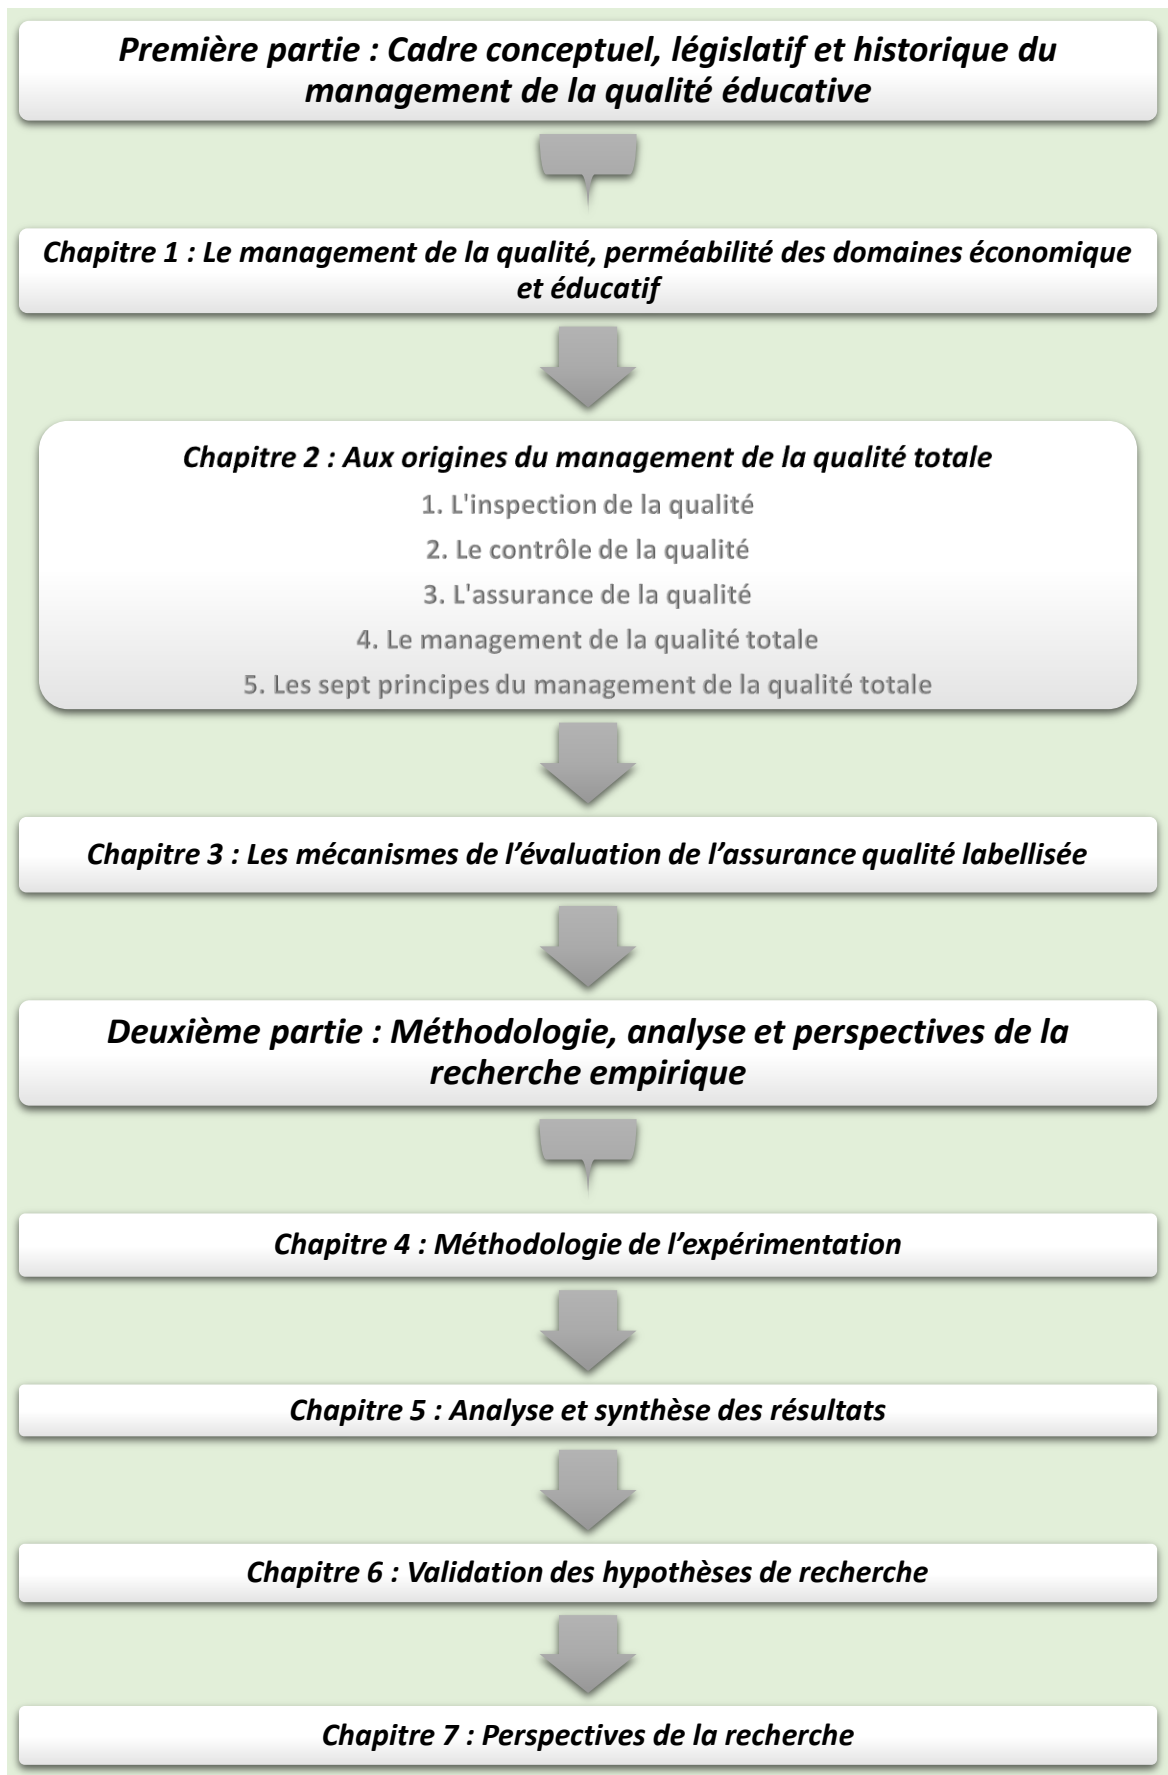 Première partie : Cadre conceptuel, législatif et historique du
management de la qualité éducative
Chapitre 1 : Le management de la qualité, perméabilité des domaines économique
et éducatif
Chapitre 2 : Aux origines du management de la qualité totale
1. L'inspection de la qualité
2. Le contrôle de la qualité
3. L'assurance de la qualité
4. Le management de la qualité totale
5. Les sept principes du management de la qualité totale
Chapitre 3 : Les mécanismes de l’évaluation de l’assurance qualité labellisée
Deuxième partie : Méthodologie, analyse et perspectives de la
recherche empirique
Chapitre 4 : Méthodologie de l’expérimentation
Chapitre 5 : Analyse et synthèse des résultats
Chapitre 6 : Validation des hypothèses de recherche
Chapitre 7 : Perspectives de la recherche